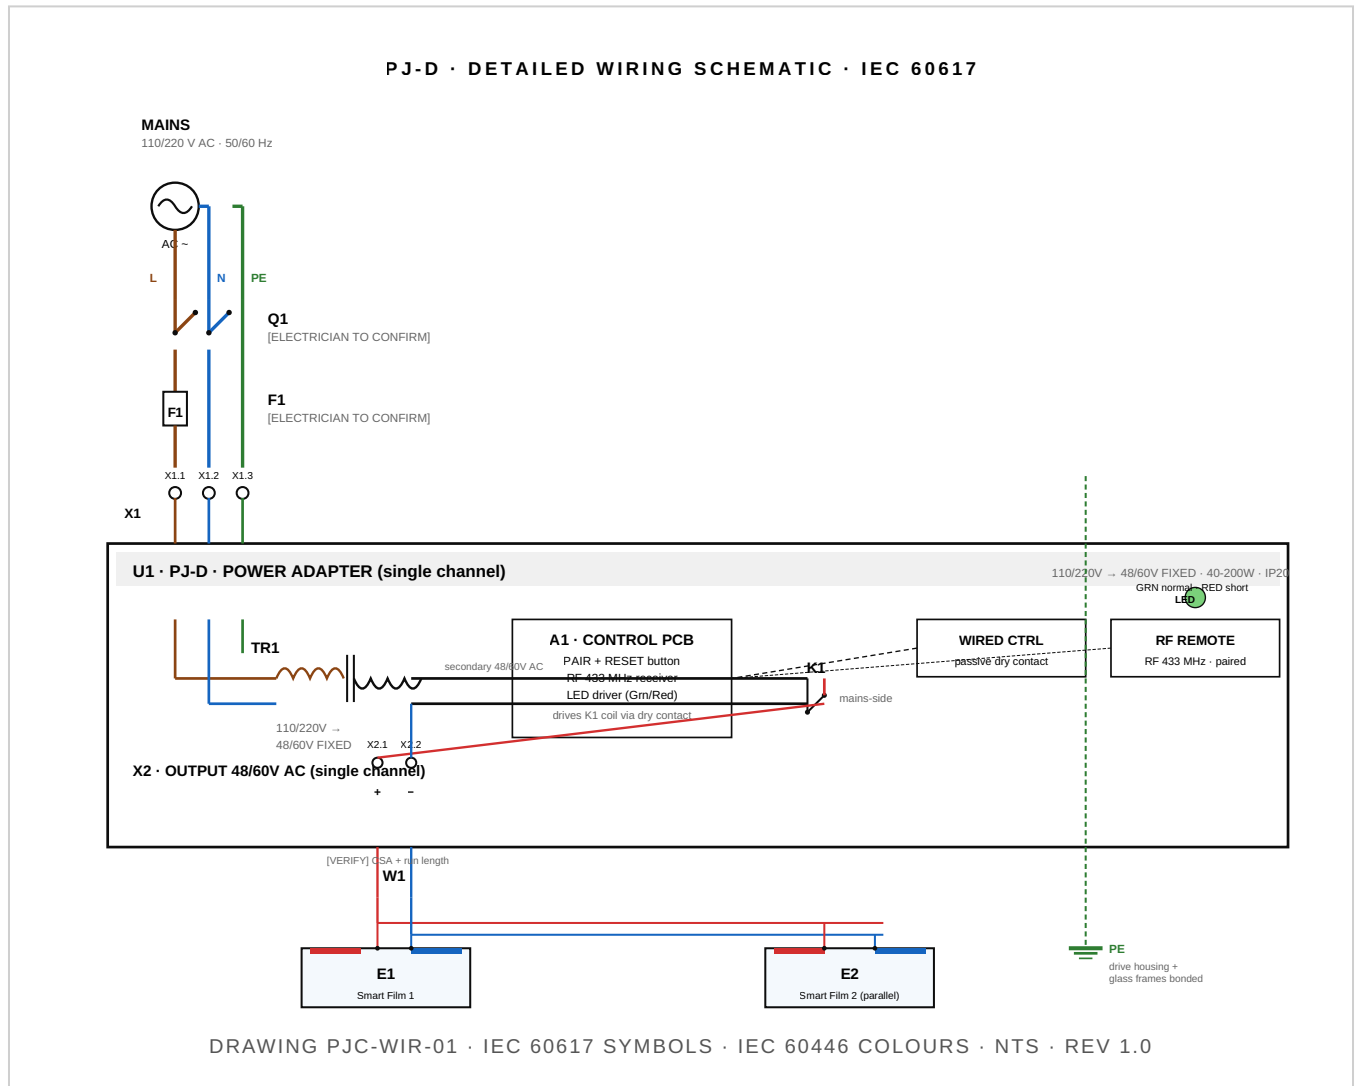 PJ-D · DETAILED WIRING SCHEMATIC · IEC 60617
MAINS
110/220 V AC · 50/60 Hz
AC ~
L
N
PE
Q1
[ELECTRICIAN TO CONFIRM]
F1
F1
[ELECTRICIAN TO CONFIRM]
X1.1
X1.2
X1.3
X1
U1 · PJ-D · POWER ADAPTER (single channel)
110/220V → 48/60V FIXED · 40-200W · IP20
GRN normal · RED short
LED
TR1
secondary 48/60V AC
A1 · CONTROL PCB
PAIR + RESET button
RF 433 MHz receiver
LED driver (Grn/Red)
drives K1 coil via dry contact
K1
mains-side
WIRED CTRL
passive dry contact
RF REMOTE
RF 433 MHz · paired
110/220V →
48/60V FIXED
X2.1
X2.2
X2 · OUTPUT 48/60V AC (single channel)
+
−
[VERIFY] CSA + run length
W1
E1
Smart Film 1
E2
Smart Film 2 (parallel)
PE
drive housing +
glass frames bonded
DRAWING PJC-WIR-01 · IEC 60617 SYMBOLS · IEC 60446 COLOURS · NTS · REV 1.0